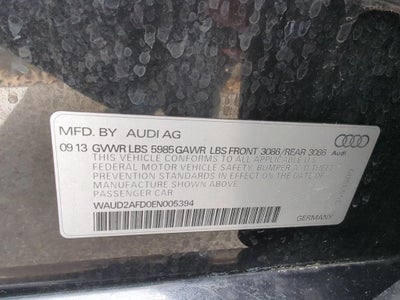 MFD. BY AUDI AG
09 13 GVWR LBS 5985 GAWR LBS FRONT 3086/REAR 3086
THIS VEHICLE CONFORMS TO ALL APPLICABLE U.S.
FEDERAL MOTOR VEHICLE SAFETY, BUMPER AND THEFT
PREVENTION STANDARDS IN EFFECT ON THE DATE OF
MANUFACTURE SHOWN ABOVE
PASSENGER CAR
WAUD2AFD0EN005394
GERMANY